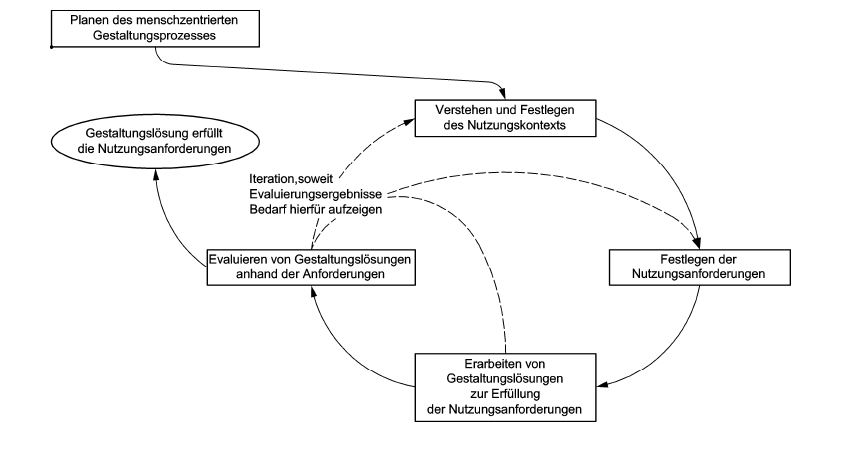 Planen des menschzentrierten
Gestaltungsprozesses
Verstehen und Festlegen
des Nutzungskontexts
Gestaltungslösung erfüllt
die Nutzungsanforderungen
Iteration,soweit
Evaluierungsergebnisse
Bedarf hierfür aufzeigen
Evaluieren von Gestaltungslösungen
anhand der Anforderungen
Festlegen der
Nutzungsanforderungen
Erarbeiten von
Gestaltungslösungen
zur Erfüllung
der Nutzungsanforderungen